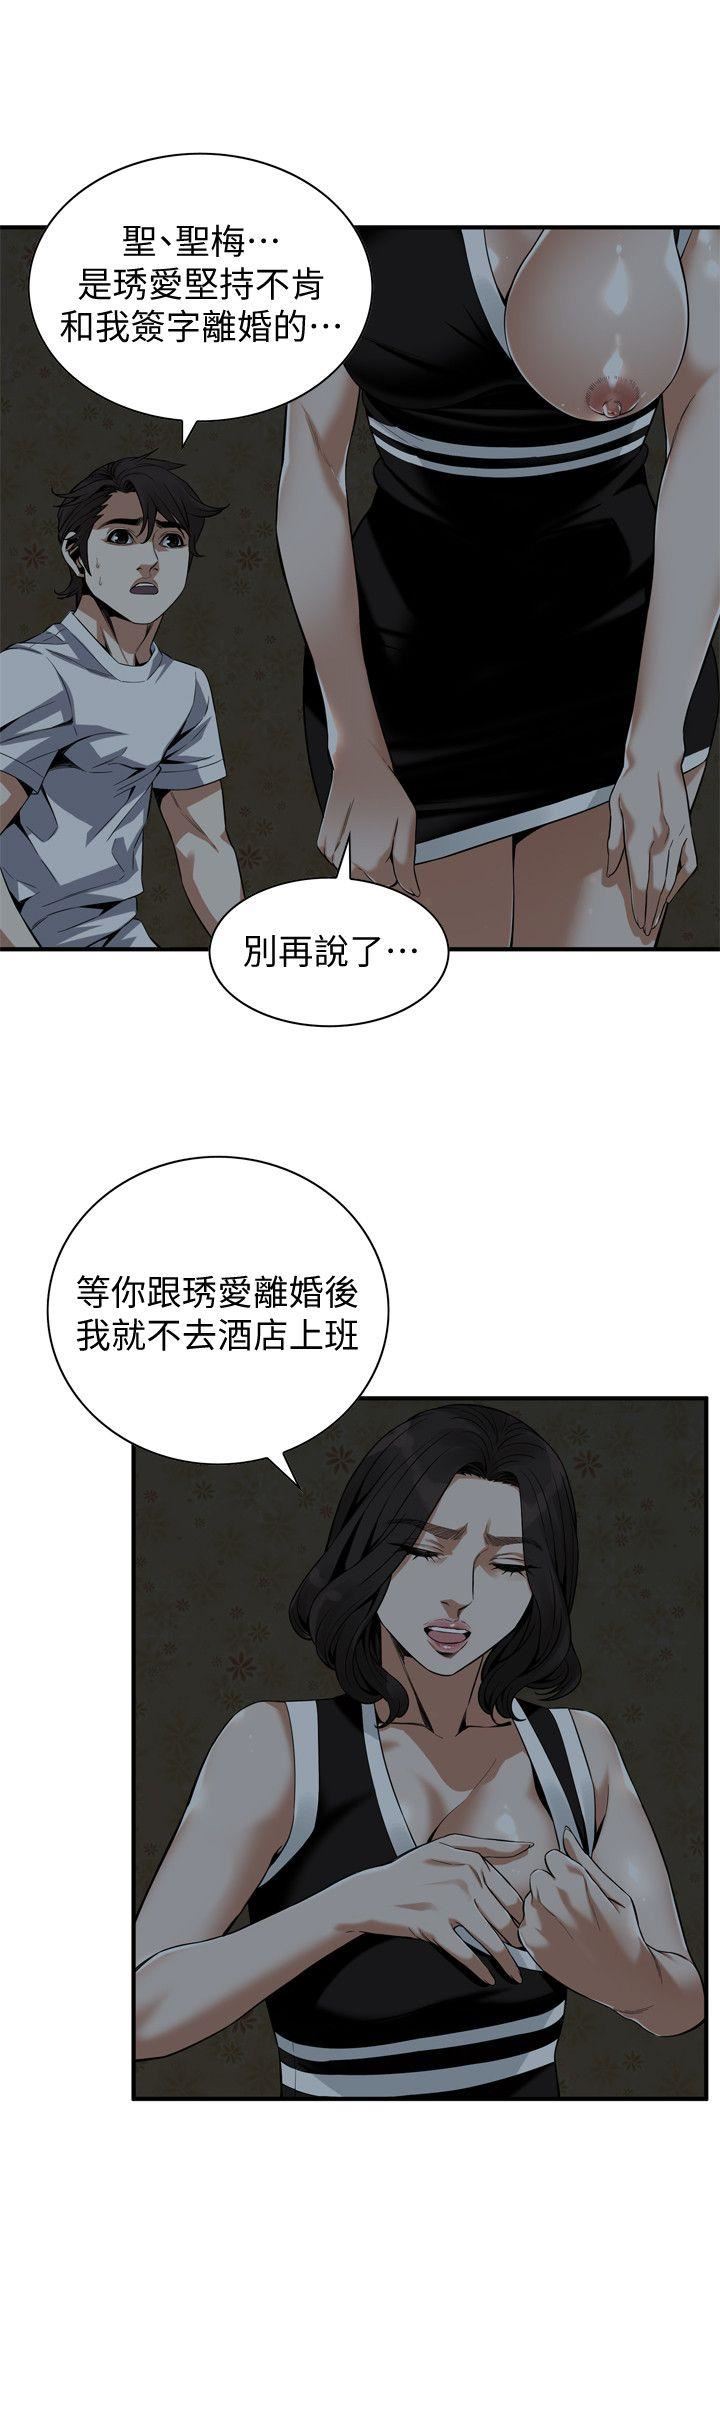 聖、聖梅⋯
是琇愛堅持不肯
和我簽字離婚的⋯
別再說了⋯
等你跟琇愛離婚後
我就不去酒店上班